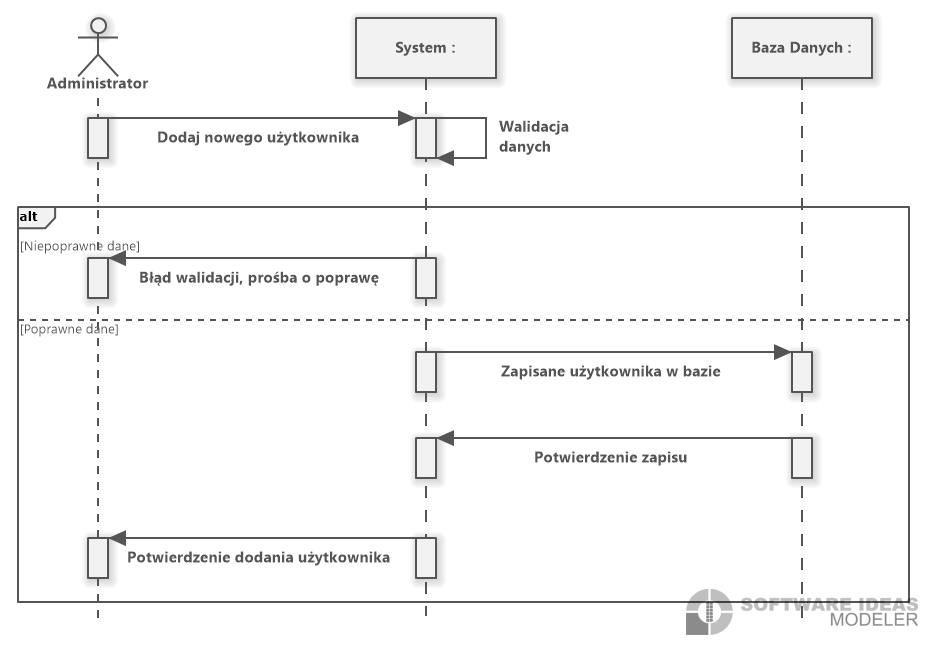 Administrator
System :
Baza Danych :
Dodaj nowego użytkownika
Walidacja
danych
alt
[Niepoprawne dane]
Błąd walidacji, prośba o poprawę
[Poprawne dane]
Zapisane użytkownika w bazie
Potwierdzenie zapisu
Potwierdzenie dodania użytkownika
SOFTWARE IDEAS
MODELER